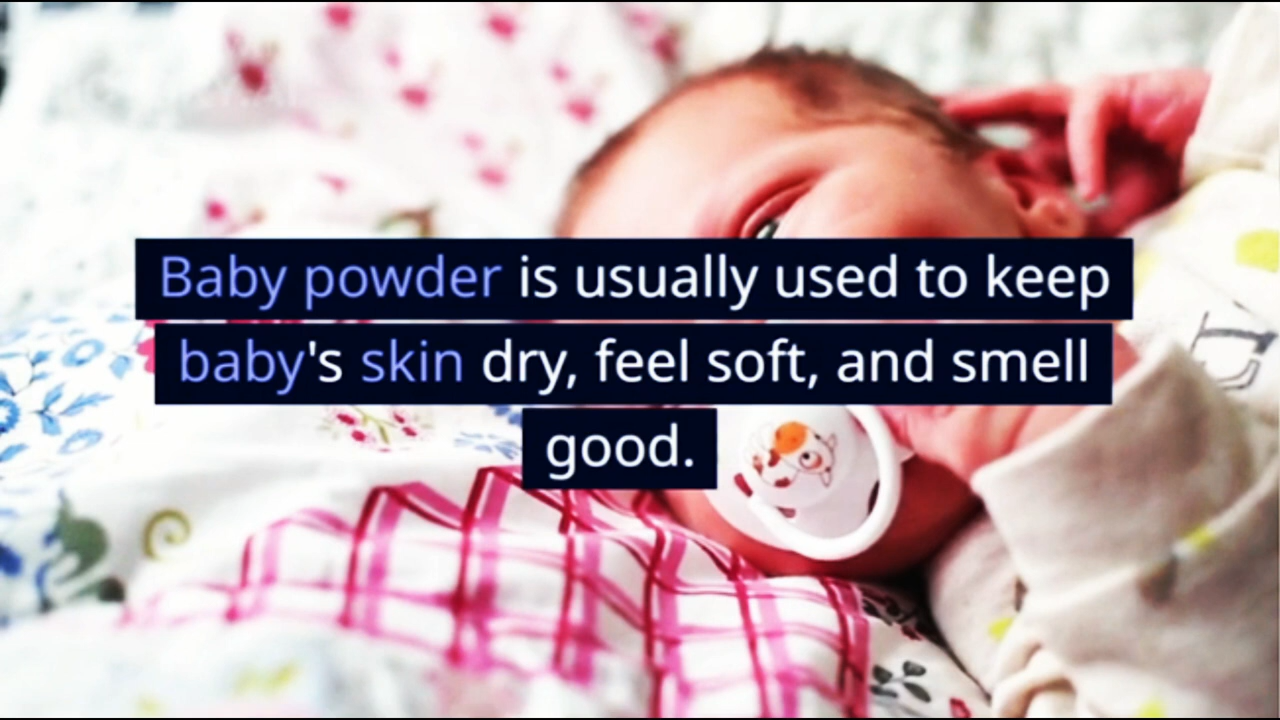 Baby powder is usually used to keep
baby's skin dry, feel soft, and smell
good.